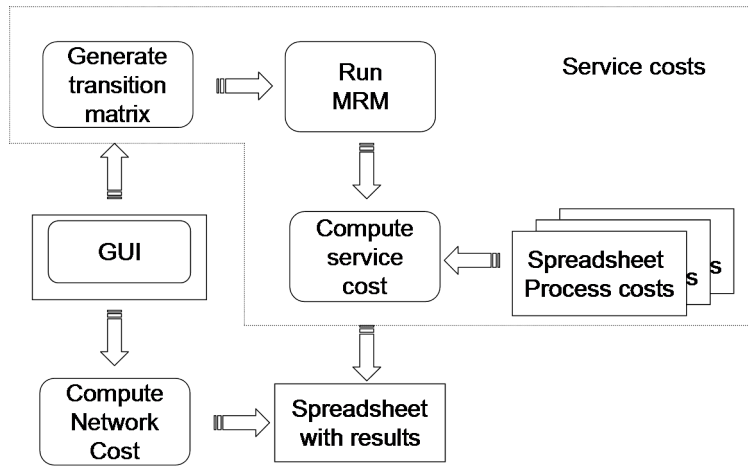 Generate
transition
matrix
Run
MRM
Service costs
GUI
Compute
service
cost
Spreadsheet
Process costs
s
s
Compute
Network
Cost
Spreadsheet
with results